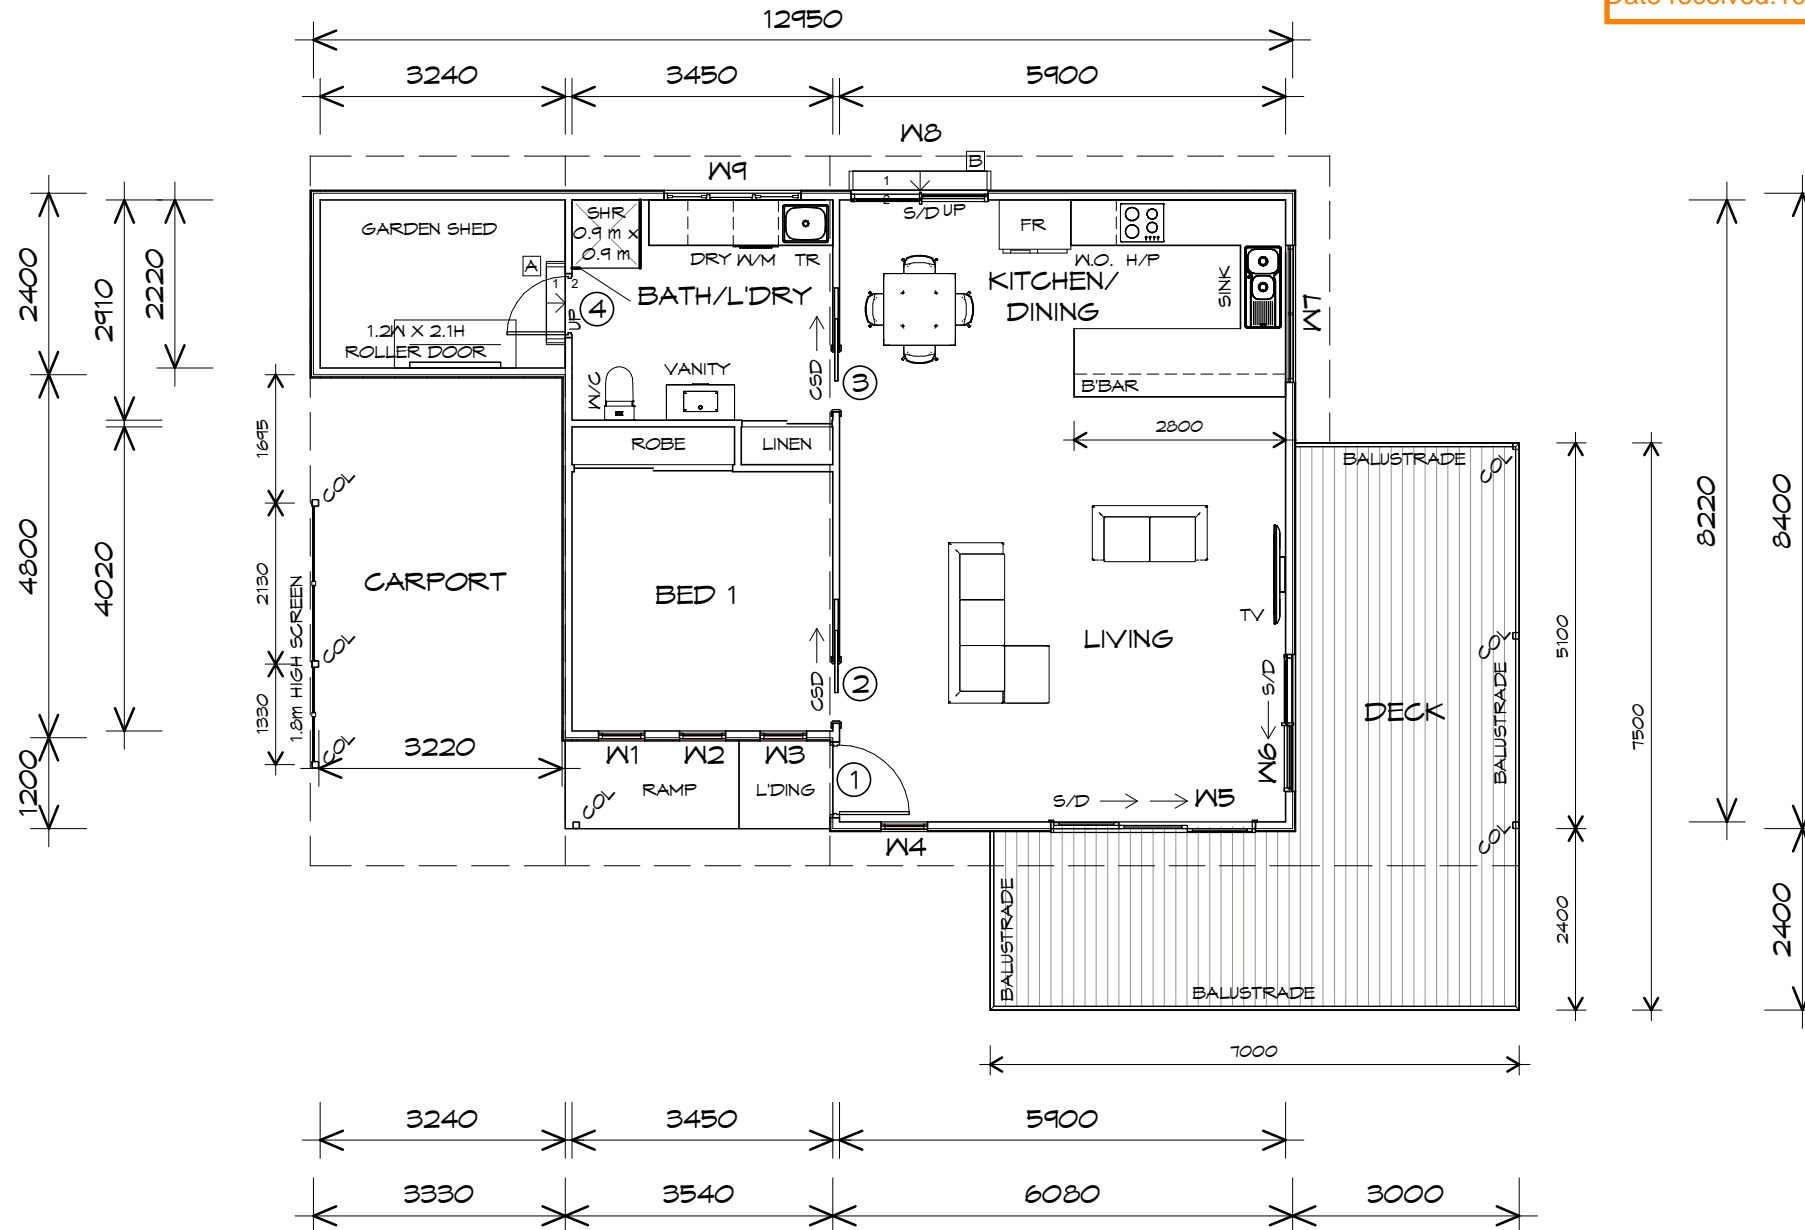 12950
3240 3450 5900
W8
B
W9
1
2
S/D UP
GARDEN SHED
SHR
0.9 m x
0.9 m
FR
DRY W/M TR
W.O. H/P
SINK
A
1 2
UP
4
BATH/L'DRY
KITCHEN/
DINING
W7
1.2W X 2.1H
ROLLER DOOR
CSD
3
W/C
VANITY
B'BAR
ROBE
LINEN
2800
BALUSTRADE
COL
2400
2910
2220
4800
4020
1200
1695
2130
1330
1.8m HIGH SCREEN
COL
COL
COL
CARPORT
3220
BED 1
CSD
2
LIVING
TV
S/D
W6
DECK
COL
BALUSTRADE
COL
W1 W2 W3
RAMP
L'DING
COL
1
S/D W5
W4
BALUSTRADE
BALUSTRADE
5100
2400
7500
8220
8400
2400
7000
3240 3450 5900
3330 3540 6080 3000